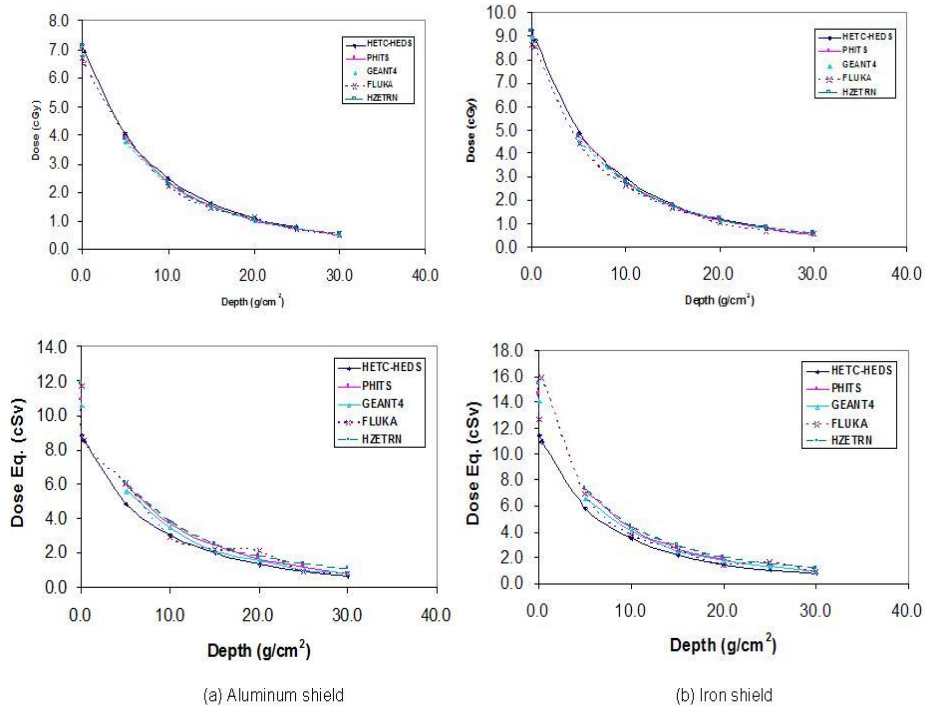 8.0
7.0
6.0
5.0
4.0
3.0
2.0
1.0
0.0
Dose (cGy)
HETC-HEDS
PHITS
GEANT4
FLUKA
HZETRN
0.0 10.0 20.0 30.0 40.0
Depth (g/cm²)
10.0
9.0
8.0
7.0
6.0
5.0
4.0
3.0
2.0
1.0
0.0
Dose (cGy)
HETC-HEDS
PHITS
GEANT4
FLUKA
HZETRN
0.0 10.0 20.0 30.0 40.0
Depth (g/cm²)
14.0
12.0
10.0
8.0
6.0
4.0
2.0
0.0
Dose Eq. (cSv)
HETC-HEDS
PHITS
GEANT4
FLUKA
HZETRN
0.0 10.0 20.0 30.0 40.0
Depth (g/cm²)
18.0
16.0
14.0
12.0
10.0
8.0
6.0
4.0
2.0
0.0
Dose Eq. (cSv)
HETC-HEDS
PHITS
GEANT4
FLUKA
HZETRN
0.0 10.0 20.0 30.0 40.0
Depth (g/cm²)
(a) Aluminum shield
(b) Iron shield